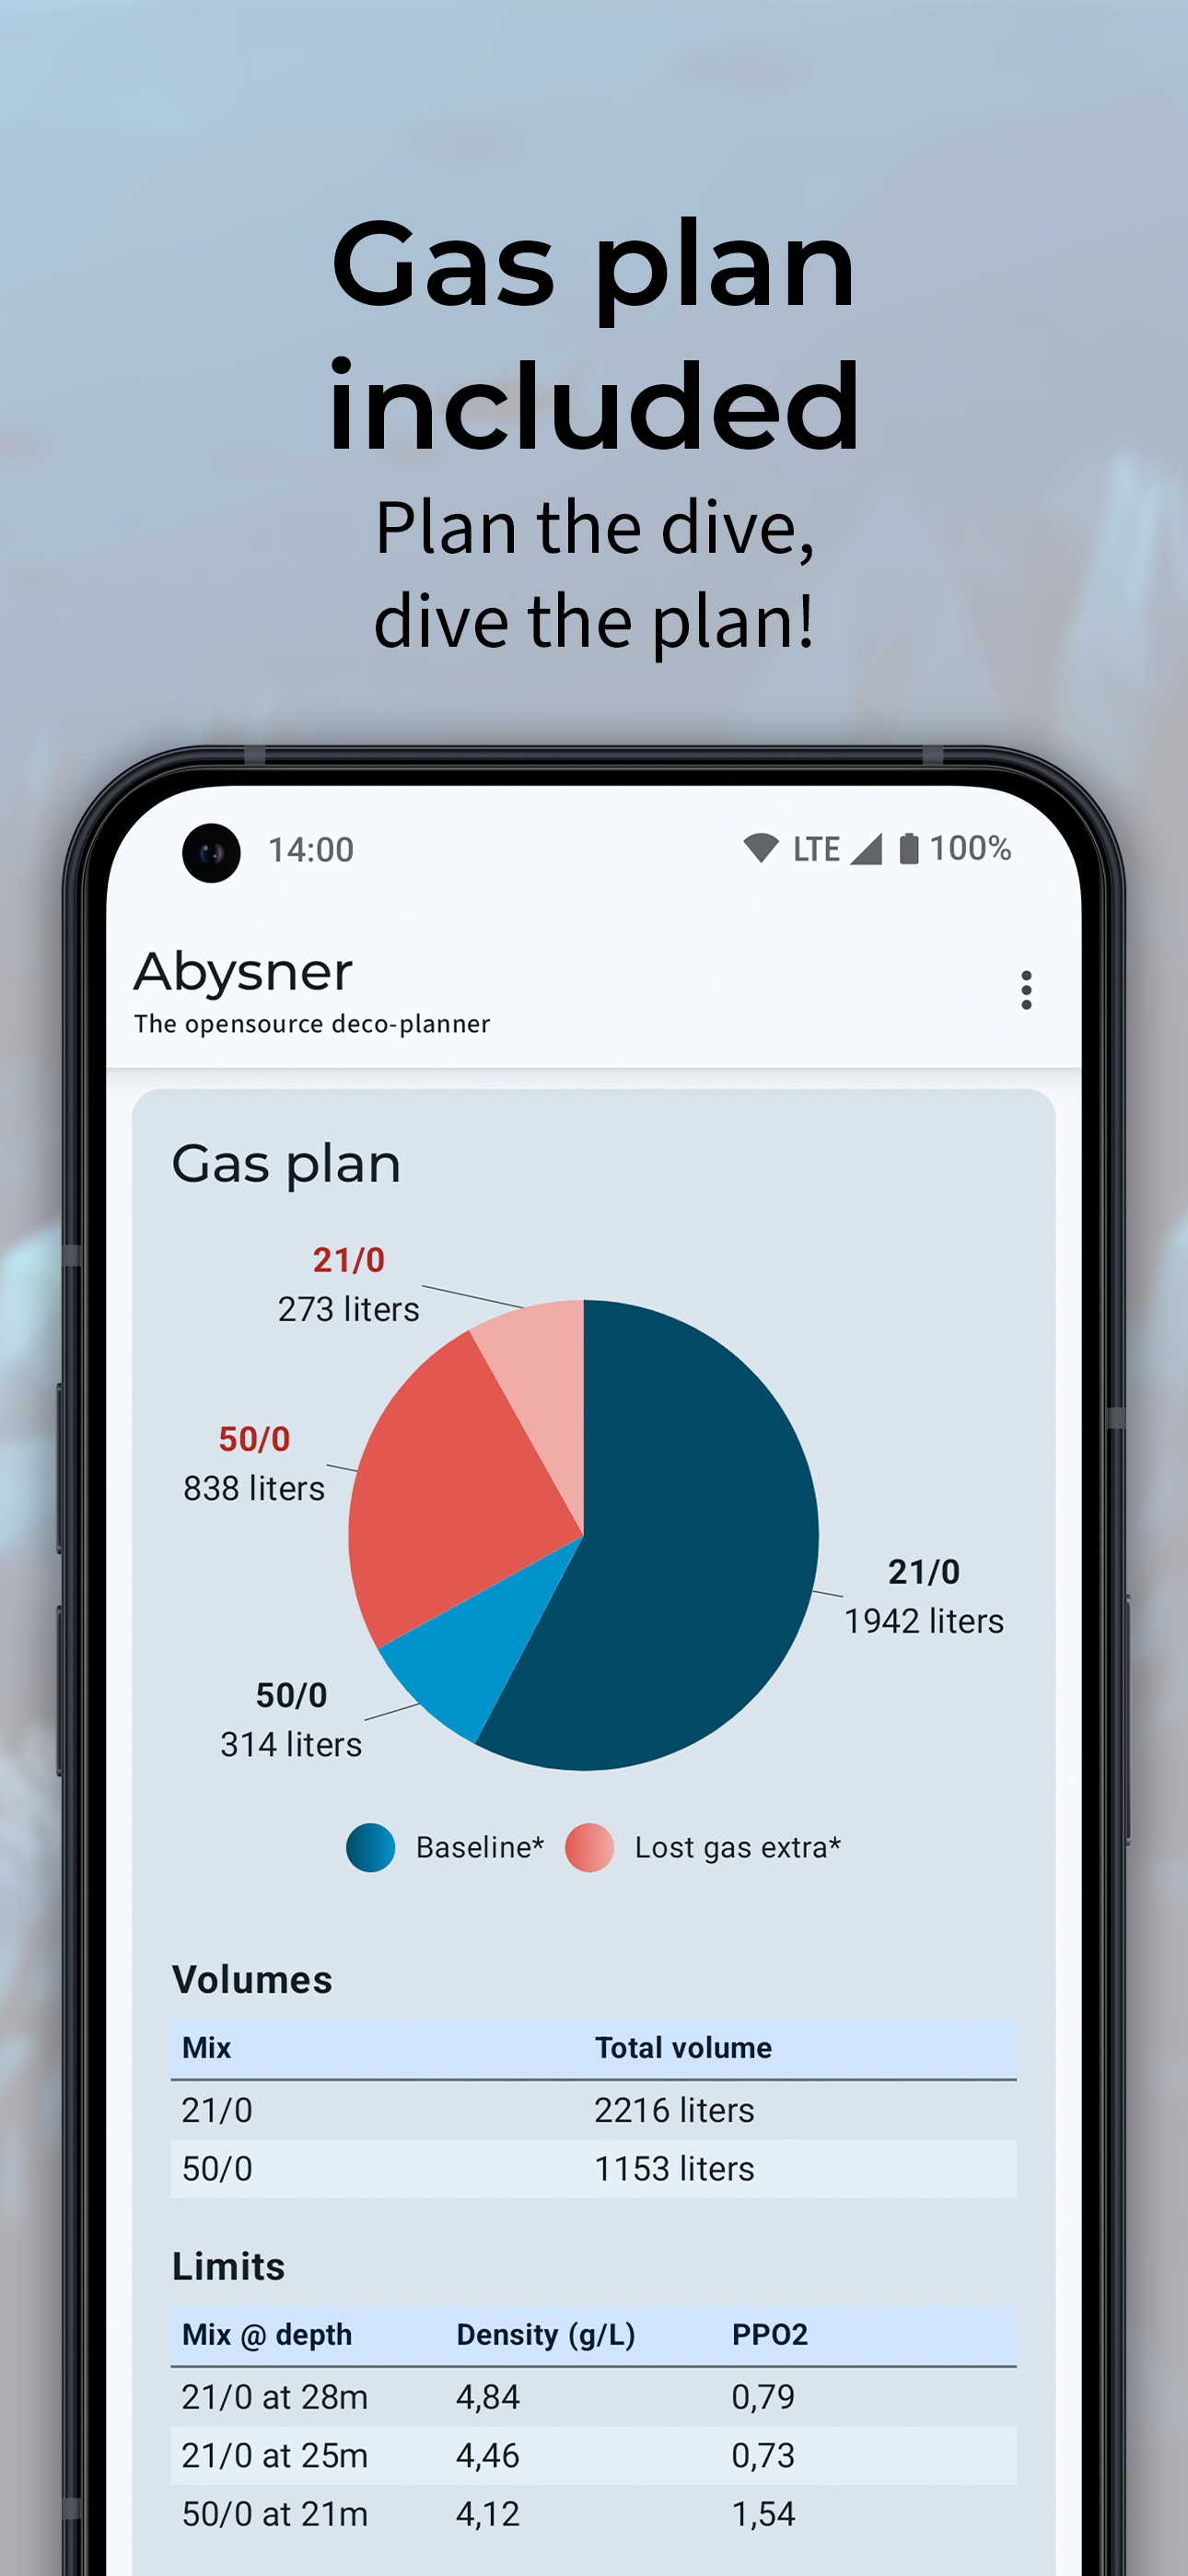 Gas plan
included
Plan the dive,
dive the plan!
14:00 LTE 100%
Abysner
The opensource deco-planner
Gas plan
21/0
273 liters
50/0
838 liters
21/0
1942 liters
50/0
314 liters
Baseline* Lost gas extra*
Volumes
Mix Total volume
21/0 2216 liters
50/0 1153 liters
Limits
Mix @ depth Density (g/L) PPO2
21/0 at 28m 4,84 0,79
21/0 at 25m 4,46 0,73
50/0 at 21m 4,12 1,54